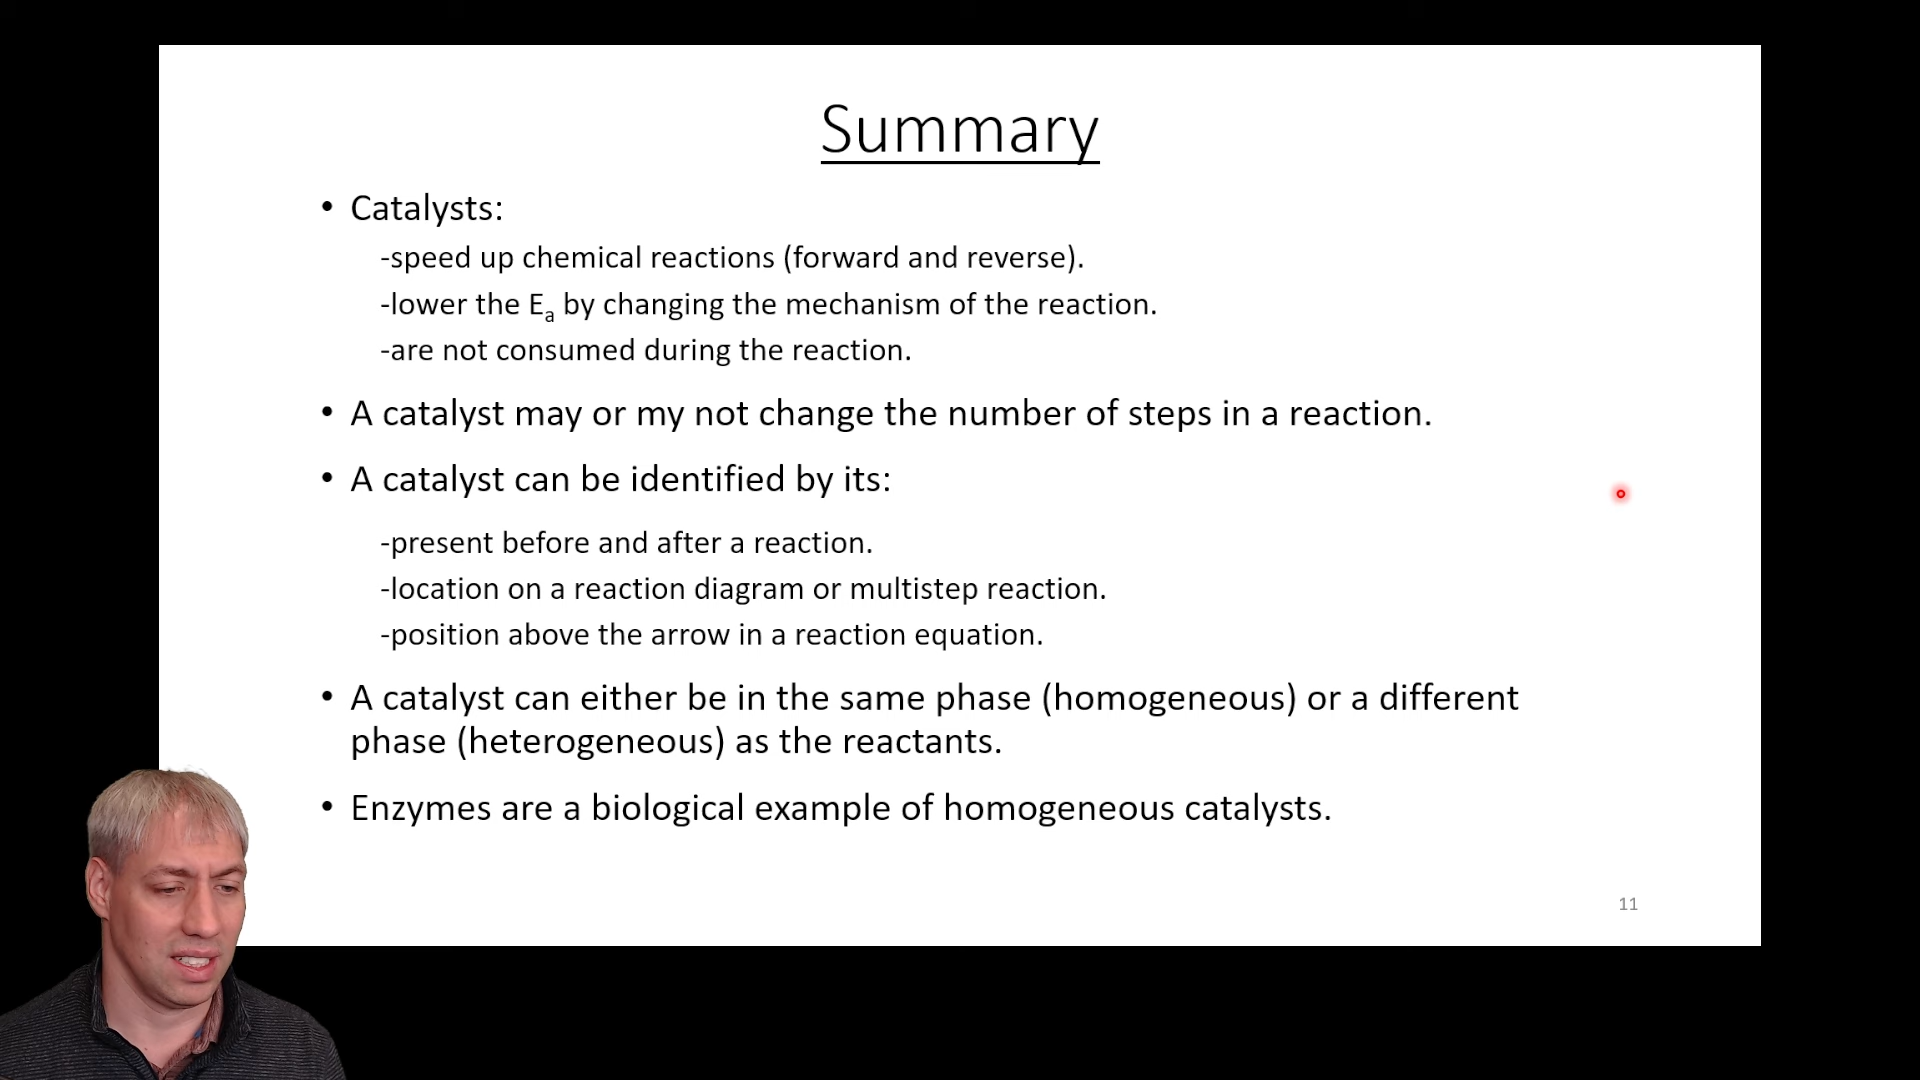 Summary
• Catalysts:
-speed up chemical reactions (forward and reverse).
-lower the Ea by changing the mechanism of the reaction.
-are not consumed during the reaction.
• A catalyst may or my not change the number of steps in a reaction.
• A catalyst can be identified by its:
-present before and after a reaction.
-location on a reaction diagram or multistep reaction.
-position above the arrow in a reaction equation.
• A catalyst can either be in the same phase (homogeneous) or a different
phase (heterogeneous) as the reactants.
• Enzymes are a biological example of homogeneous catalysts.
11